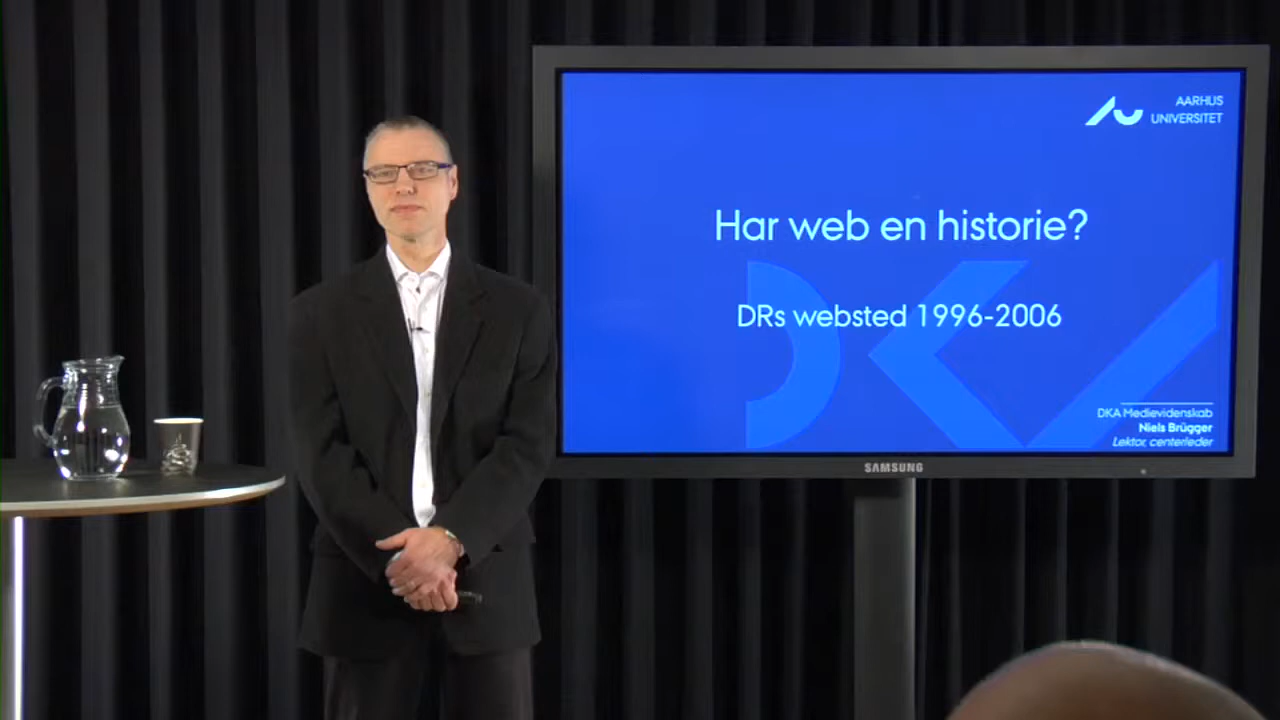 AARHUS
UNIVERSITET
Har web en historie?
DRs websted 1996-2006
DKA Medievidenskab
Niels Brügger
Lektor, centerleder
SAMSUNG